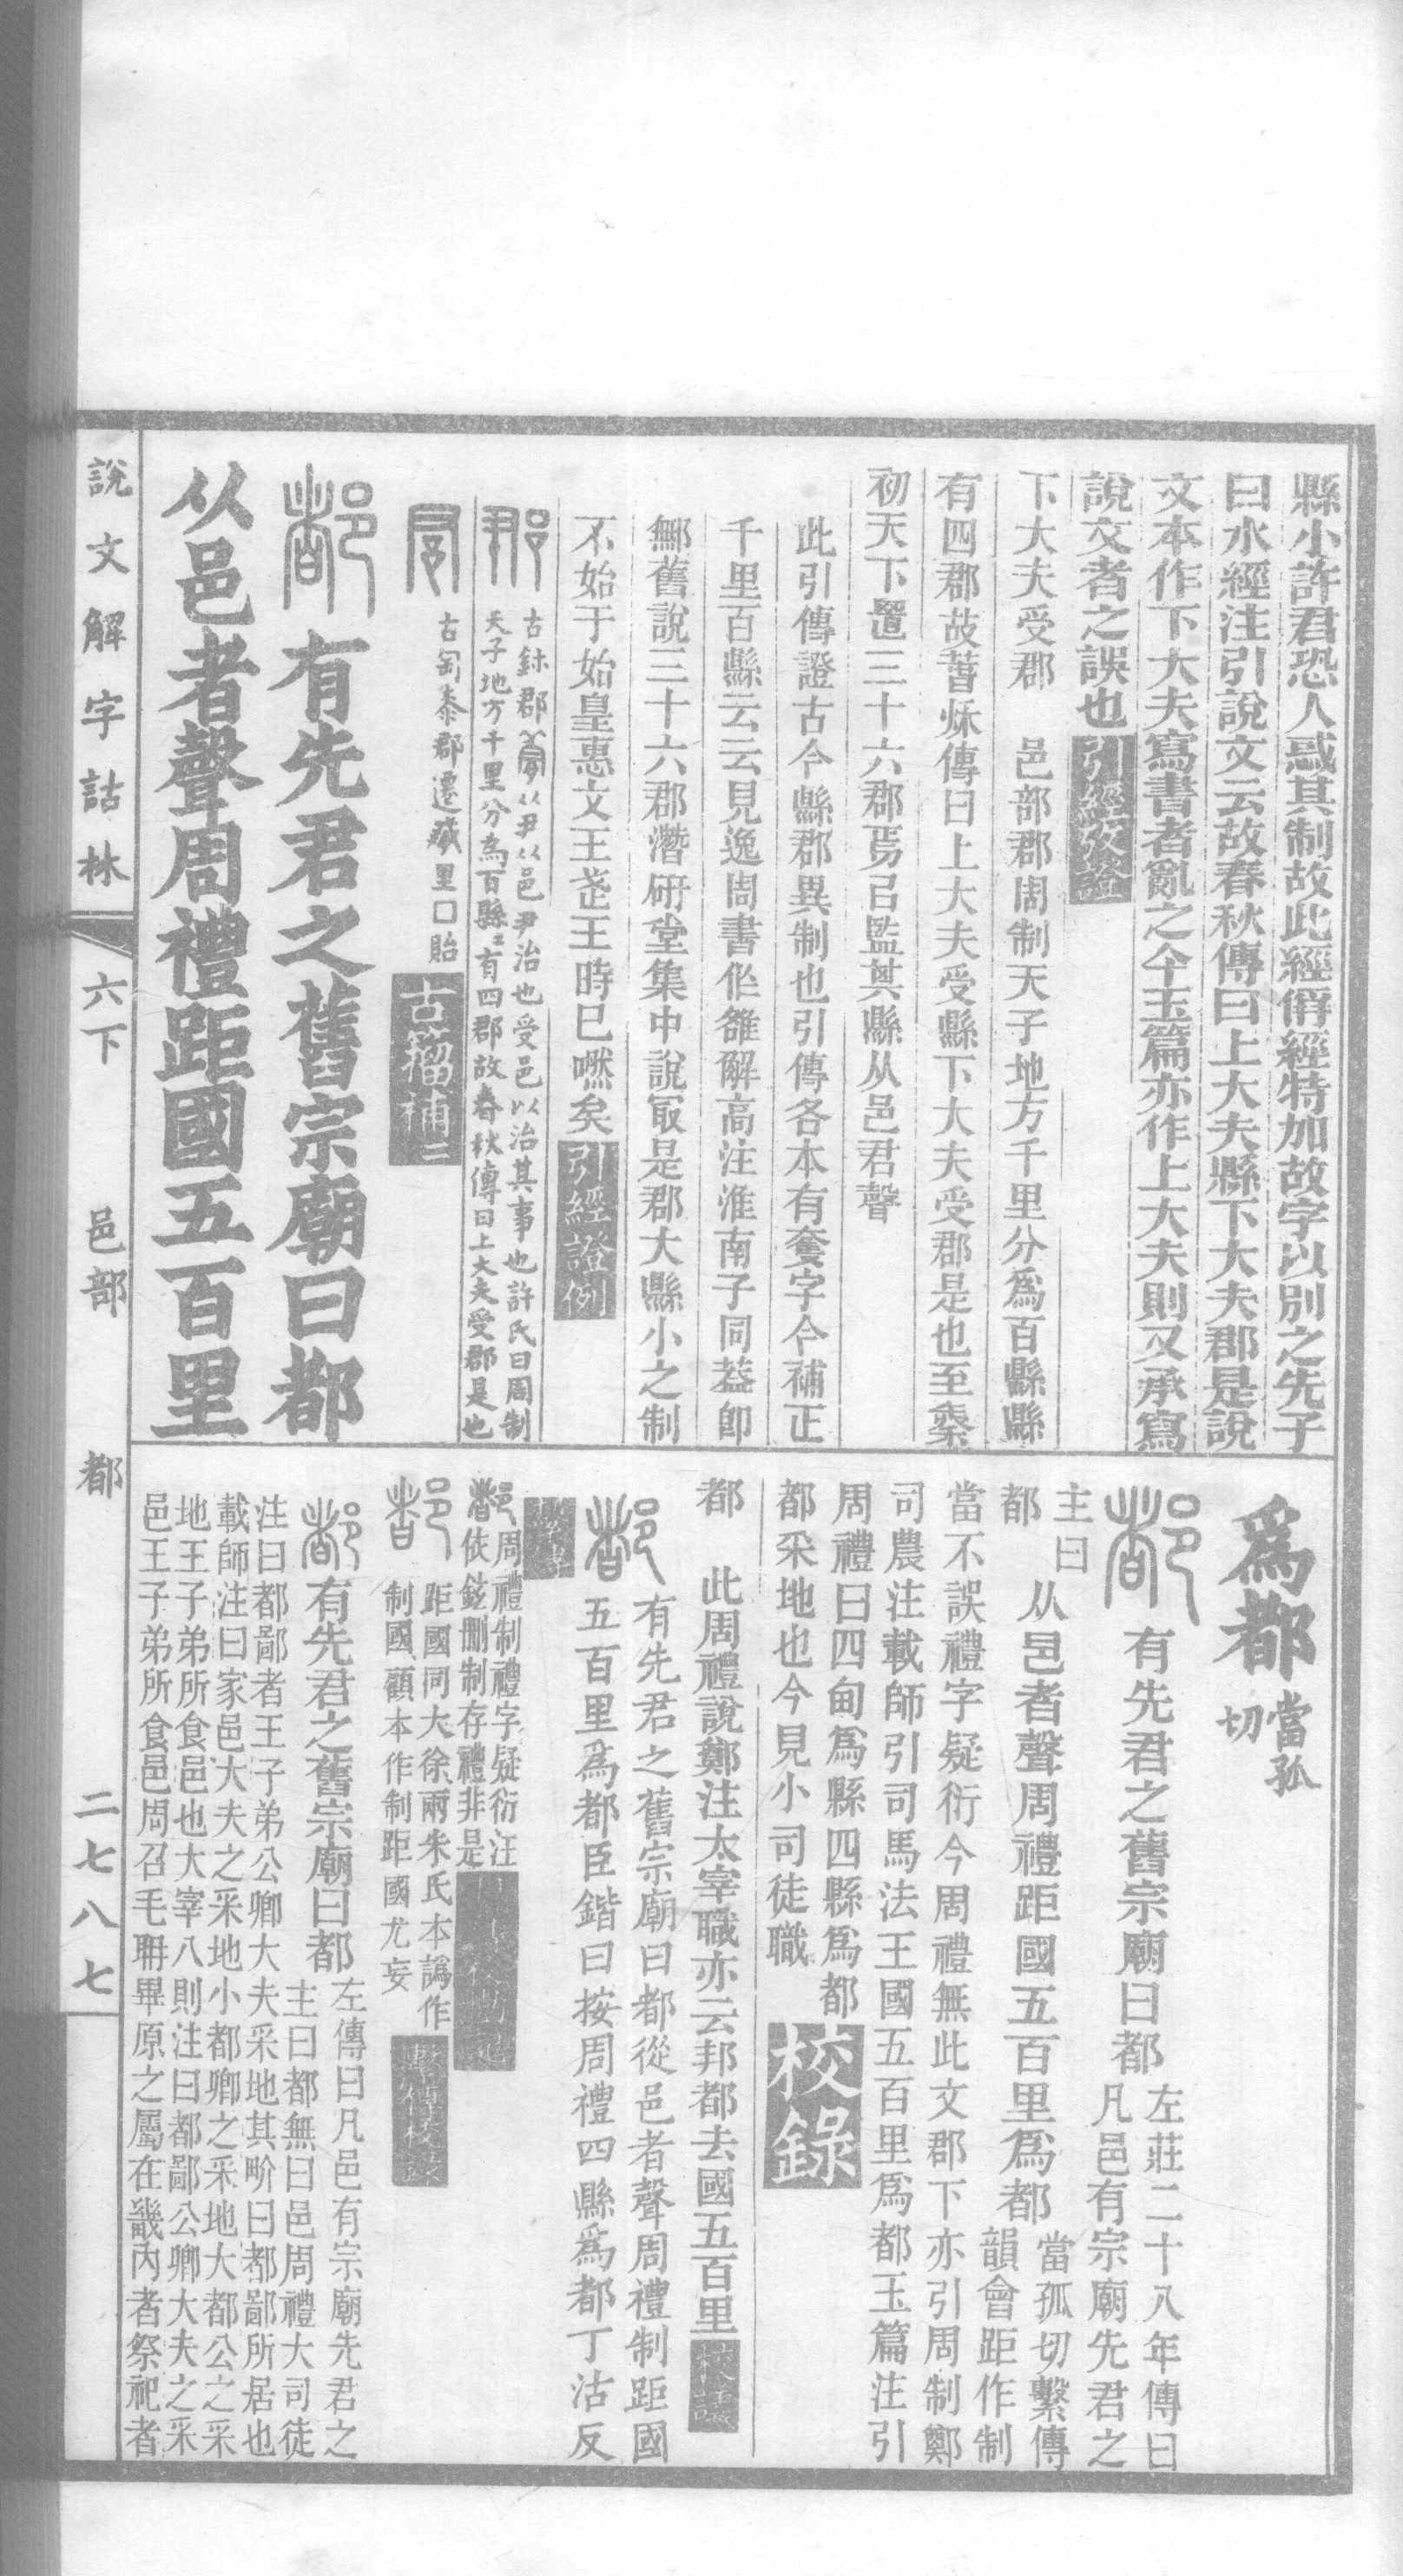 縣小許君恐人惑其制故此經傳經特加故字以別之先子
曰水經注引說文云故春秋傳曰上大夫縣下大夫郡是說
文本作下大夫寫書者亂之今玉篇亦作上大夫則又承寫
說文者之誤也引經攷證
下大夫受郡　邑部郡周制天子地方千里分爲百縣縣
有四郡故萅秌傳曰上大夫受縣下大夫受郡是也至秦
初天下置三十六郡焉㠯監其縣从邑君聲
此引傳證古今縣郡異制也引傳各本有奪字今補正
千里百縣云云見逸周書作雒解高注淮南子同葢卽
鄦舊說三十六郡潛研堂集中說冣是郡大縣小之制
不始于始皇惠文王武王時巳嘫矣引經證例
古鉨郡从尹从邑尹治也受邑以治其事也許氏曰周制
天子地方千里分爲百縣縣有四郡故春秋傳曰上大夫受郡是也
古匋桼郡遷臧里口貽古籀補二
有先君之舊宗廟曰都
从邑者聲周禮距國五百里
爲都當孤切
有先君之舊宗廟曰都左莊二十八年傳曰凡邑有宗廟先君之
主曰都从邑者聲周禮距國五百里爲都當孤切繫傳韻會距作制
當不誤禮字疑衍今周禮無此文郡下亦引周制鄭
司農注載師引司馬法王國五百里爲都玉篇注引
周禮曰四甸爲縣四縣爲都
都采地也今見小司徒職校錄
都　此周禮說鄭注太宰職亦云邦都去國五百里校議
有先君之舊宗廟曰都從邑者聲周禮制距國
五百里爲都臣鍇曰按周禮四縣爲都丁沽反
繫傳
周禮制禮字疑衍汪
依鉉刪制存禮非是
距國同大徐兩朱氏本譌作
制國顧本作制距國尤妄繫傳校錄
有先君之舊宗廟曰都左傳曰凡邑有宗廟先君之
主曰都無曰邑周禮大司徒
注曰都鄙者王子弟公卿大夫采地其畍曰都鄙所居也
載師注曰家邑大夫之采地小都卿之采地大都公之采
地王子弟所食邑也大宰八則注曰都鄙公卿大夫之采
邑王子弟所食邑周召毛聃畢原之屬在畿內者祭祀者
說文解字詁林　六下　邑部　都　二七八七